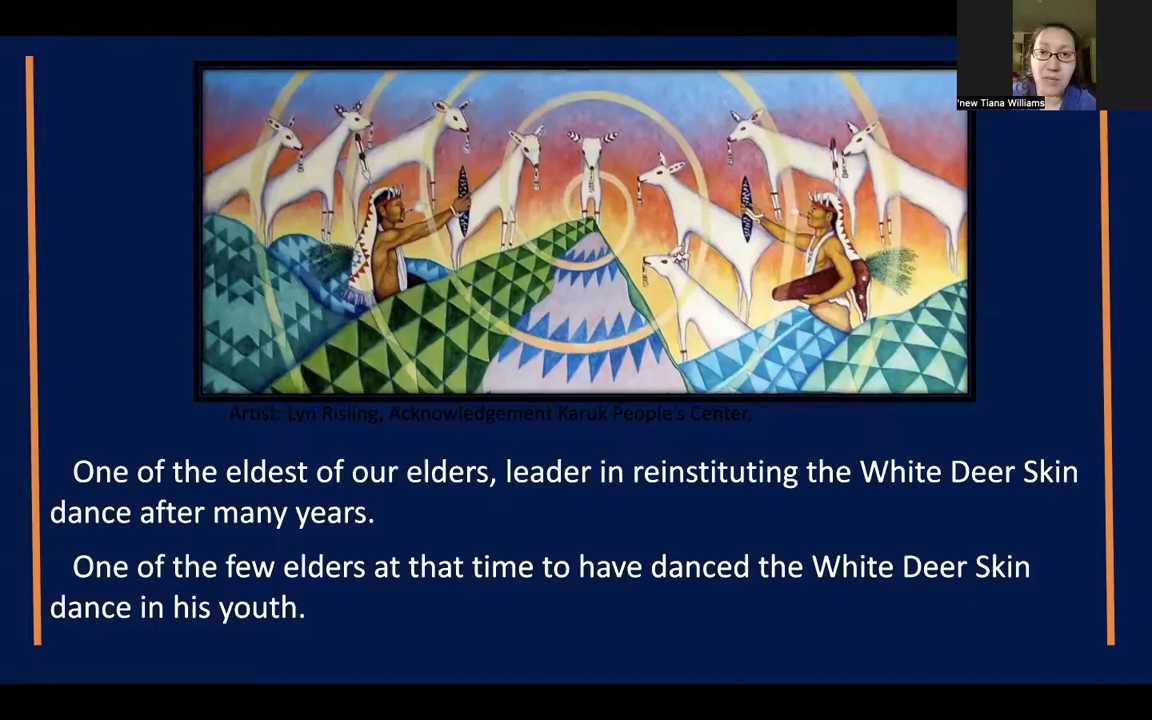 'new Tiana Williams
Artist: Lyn Risling, Acknowledgement Karuk People's Center.
One of the eldest of our elders, leader in reinstituting the White Deer Skin
dance after many years.
One of the few elders at that time to have danced the White Deer Skin
dance in his youth.